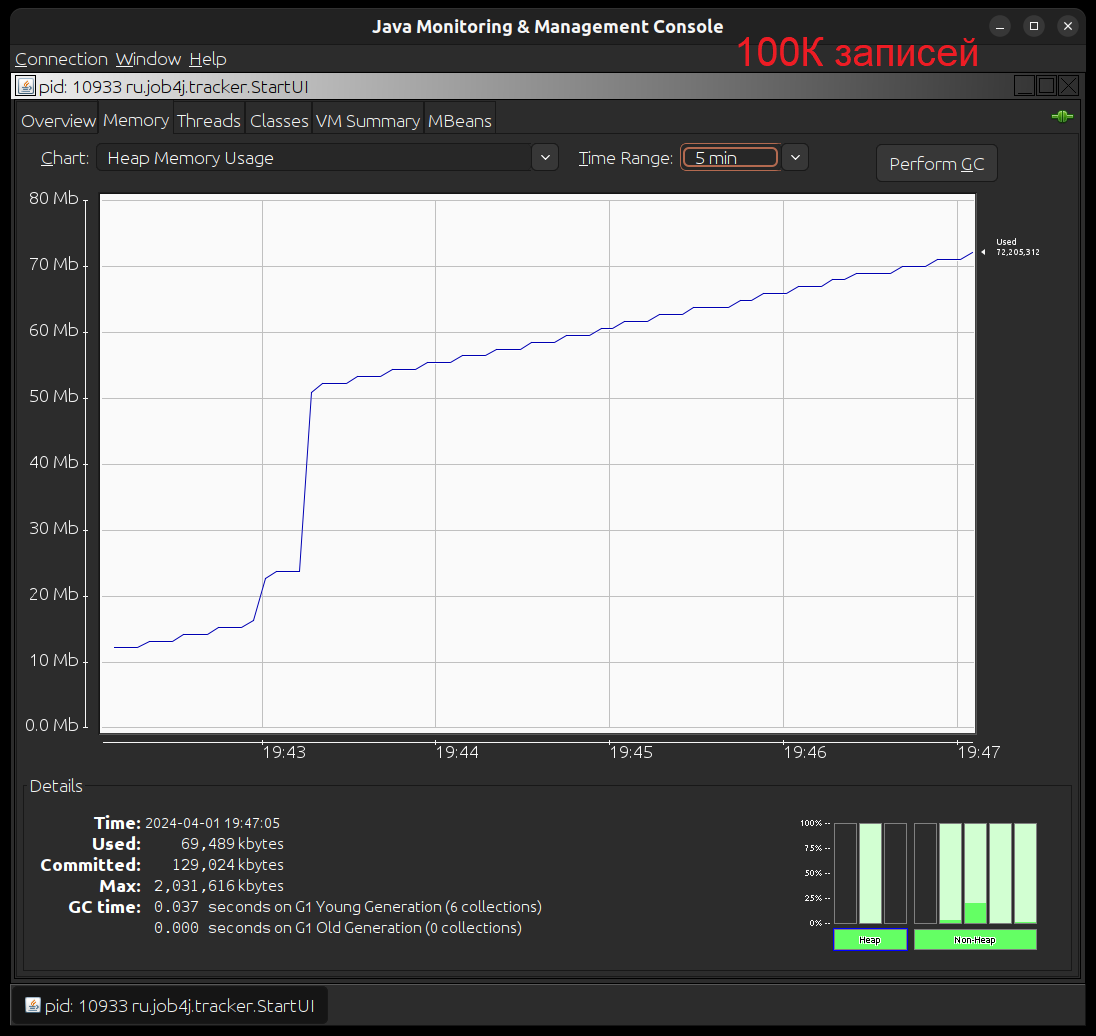 Java Monitoring & Management Console
100К записей
Connection Window Help
pid: 10933 ru.job4j.tracker.StartUI
Overview Memory Threads Classes VM Summary MBeans
Chart: Heap Memory Usage Time Range: 5 min Perform GC
80 Mb
70 Mb
60 Mb
50 Mb
40 Mb
30 Mb
20 Mb
10 Mb
0.0 Mb
Used
72,205,312
19:43 19:44 19:45 19:46 19:47
Details
Time: 2024-04-01 19:47:05
Used: 69,489 kbytes
Committed: 129,024 kbytes
Max: 2,031,616 kbytes
GC time: 0.037 seconds on G1 Young Generation (6 collections)
0.000 seconds on G1 Old Generation (0 collections)
100% --
75% --
50% --
25% --
0% --
Heap Non-Heap
pid: 10933 ru.job4j.tracker.StartUI